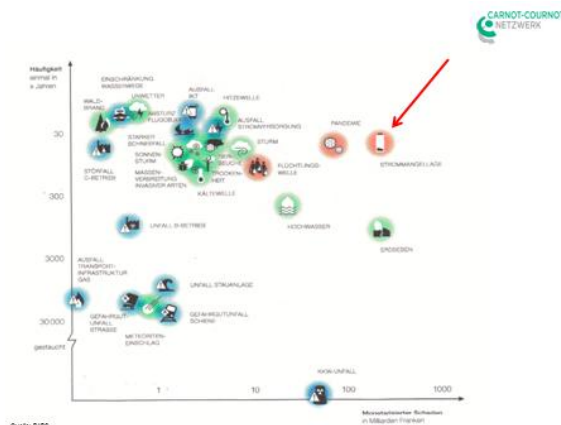 CARNOT-COURNOT
NETZWERK
Häufigkeit
einmal in
x Jahren
30
300
3000
30 000
gestaucht
EINSCHRÄNKUNG
WASSERWEGE
UNWETTER
WALD-
BRAND
ABSTURZ
FLUGOBJEKT
AUSFALL
IKT
HITZEWELLE
AUSFALL
STROMVERSORGUNG
STARKER
SCHNEEFALL
SONNEN-
STURM
STURM
PANDEMIE
STROMMANGELLAGE
STÖRFALL
C-BETRIEB
MASSEN-
VERBREITUNG
INVASIVER ARTEN
TROCKEN-
HEIT
FLÜCHTLINGS-
WELLE
KÄLTEWELLE
UNFALL B-BETRIEB
HOCHWASSER
ERDBEBEN
AUSFALL
TRANSPORT-
INFRASTRUKTUR
GAS
UNFALL STAUANLAGE
GEFAHRGUT-
UNFALL
STRASSE
METEORITEN-
EINSCHLAG
GEFAHRGUTUNFALL
SCHIENE
KKW-UNFALL
1
10
100
1000
Monetarisierter Schaden
in Milliarden Franken